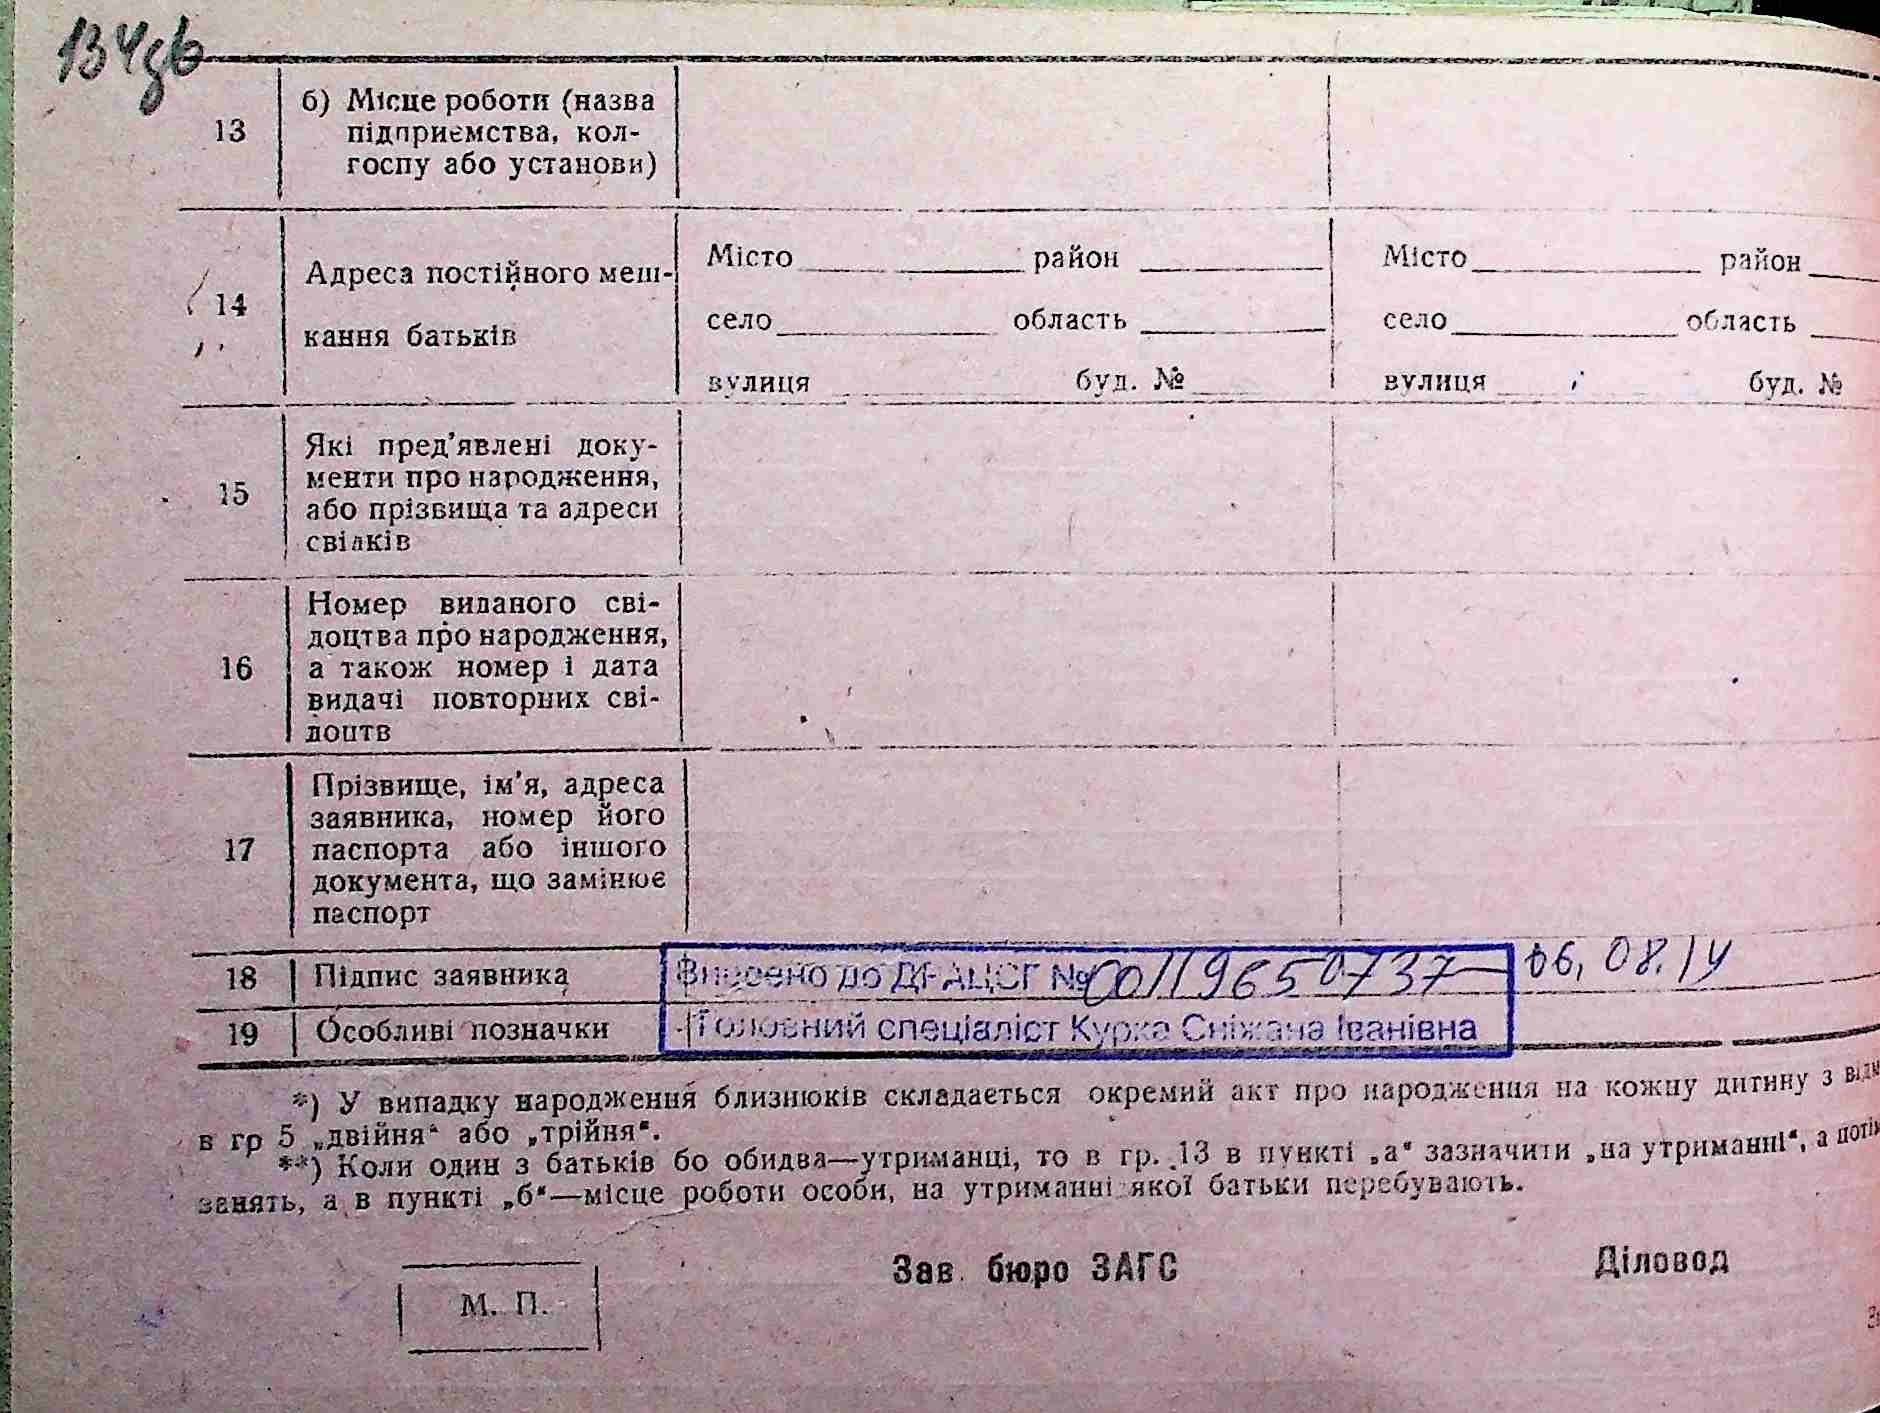 134зв
13 б) Місце роботи (назва
підприємства, кол-
госпу або установи)
14 Адреса постійного меш-
кання батьків
Місто район
село область
вулиця буд. №
Місто район
село область
вулиця буд. №
15 Які пред’явлені доку-
менти про народження,
або прізвища та адреси
свідків
16 Номер виданого сві-
доцтва про народження,
а також номер і дата
видачі повторних сві-
доцтв
17 Прізвище, ім’я, адреса
заявника, номер його
паспорта або іншого
документа, що замінює
паспорт
18 Підпис заявника
Внесено до ДРАЦСГ № 00119650737 06.08.14
19 Особливі позначки
Головний спеціаліст Курка Сніжана Іванівна
*) У випадку народження близнюків складається окремий акт про народження на кожну дитину з відм
в гр 5 „двійня“ або „трійня“.
**) Коли один з батьків бо обидва—утриманці, то в гр. 13 в пункті „а“ зазначити „на утриманні“, а потім
занять, а в пункті „б“—місце роботи особи, на утриманні якої батьки перебувають.
Зав. бюро ЗАГС
Діловод
М. П.